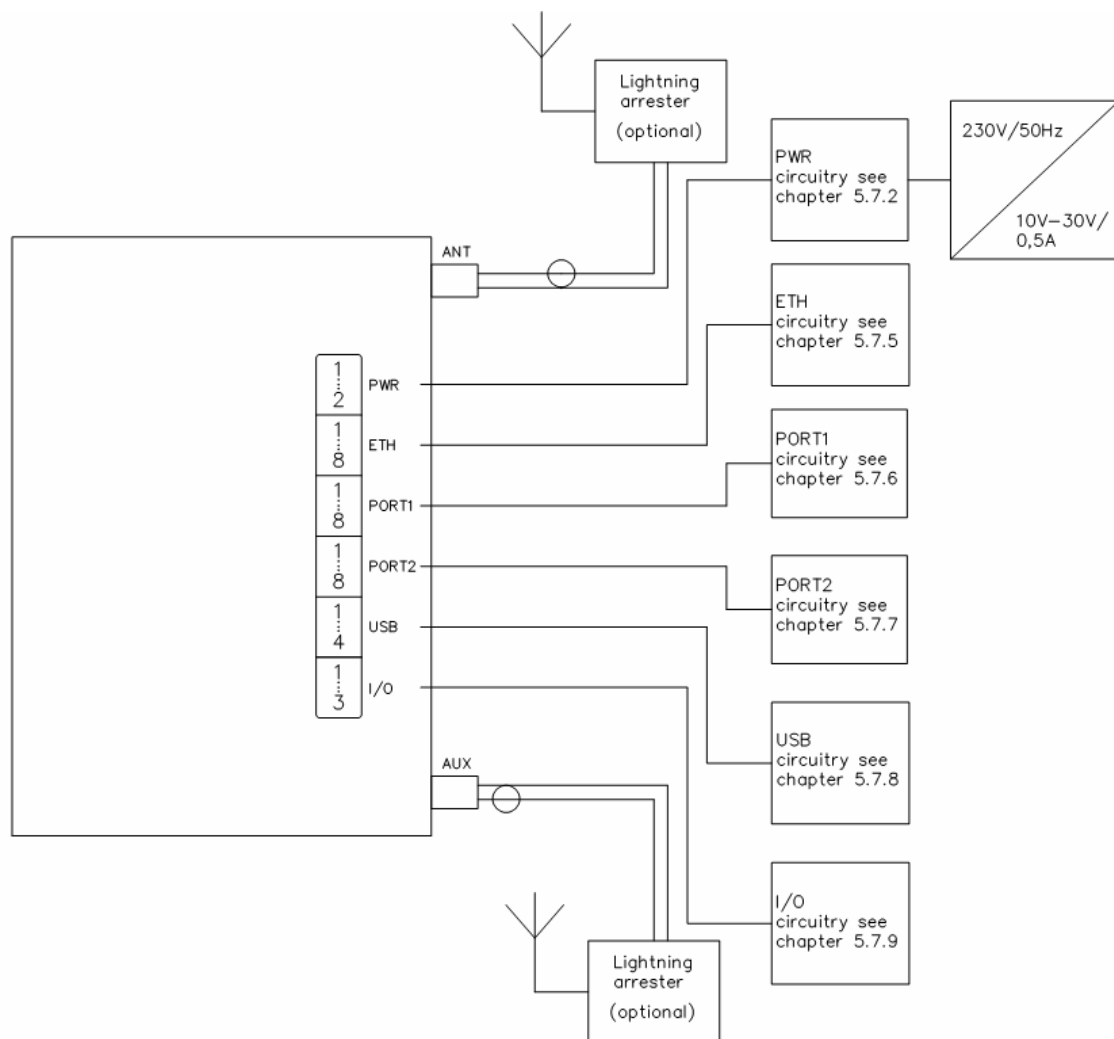 Lightning
arrester
(optional)
PWR
circuitry see
chapter 5.7.2
230V/50Hz
10V–30V/
0,5A
ANT
ETH
circuitry see
chapter 5.7.5
1
2
PWR
1
8
ETH
PORT1
circuitry see
chapter 5.7.6
1
8
PORT1
1
8
PORT2
PORT2
circuitry see
chapter 5.7.7
1
4
USB
1
3
I/O
USB
circuitry see
chapter 5.7.8
AUX
I/O
circuitry see
chapter 5.7.9
Lightning
arrester
(optional)